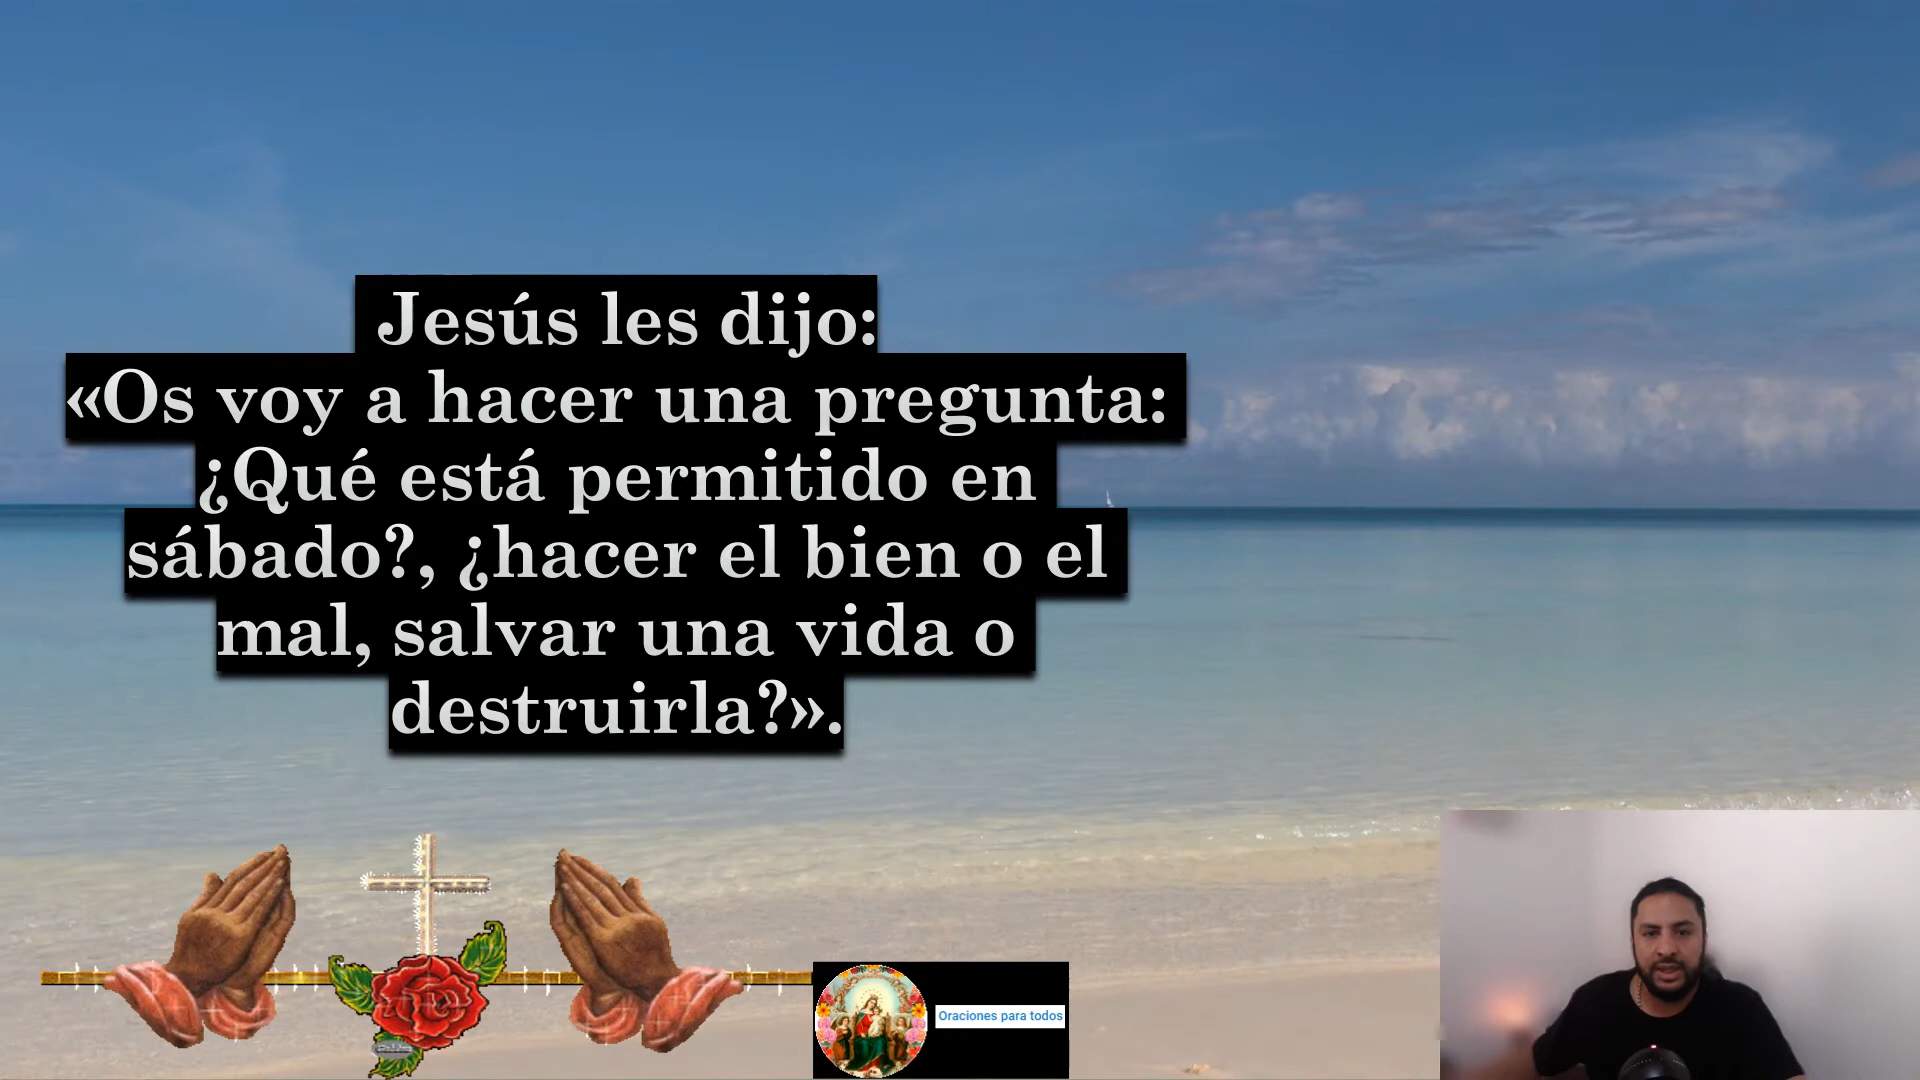 Jesús les dijo:
«Os voy a hacer una pregunta:
¿Qué está permitido en
sábado?, ¿hacer el bien o el
mal, salvar una vida o
destruirla?».
Oraciones para todos